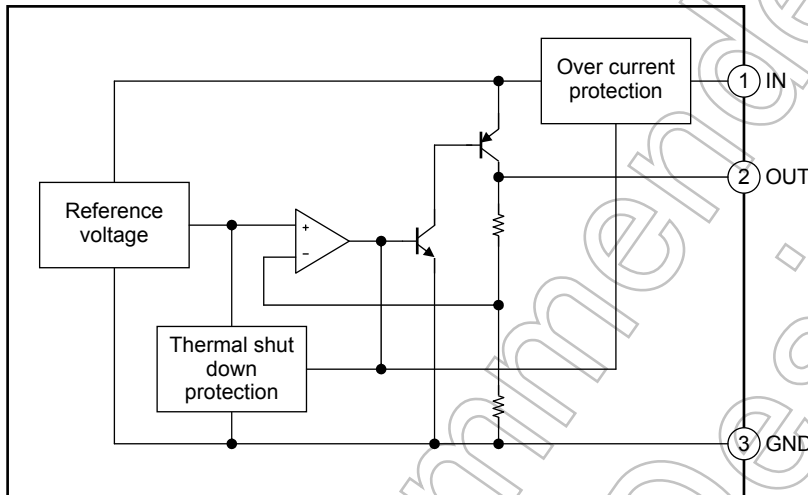 Over current
protection
1 IN
2 OUT
Reference
voltage
+
−
Thermal shut
down
protection
3 GND